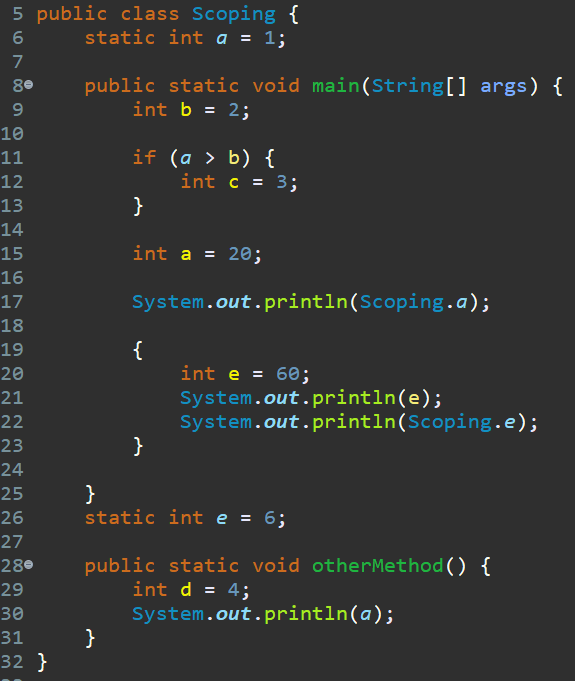 5 public class Scoping {
6     static int a = 1;
7
8     public static void main(String[] args) {
9         int b = 2;
10
11         if (a > b) {
12             int c = 3;
13         }
14
15         int a = 20;
16
17         System.out.println(Scoping.a);
18
19         {
20             int e = 60;
21             System.out.println(e);
22             System.out.println(Scoping.e);
23         }
24
25     }
26     static int e = 6;
27
28     public static void otherMethod() {
29         int d = 4;
30         System.out.println(a);
31     }
32 }